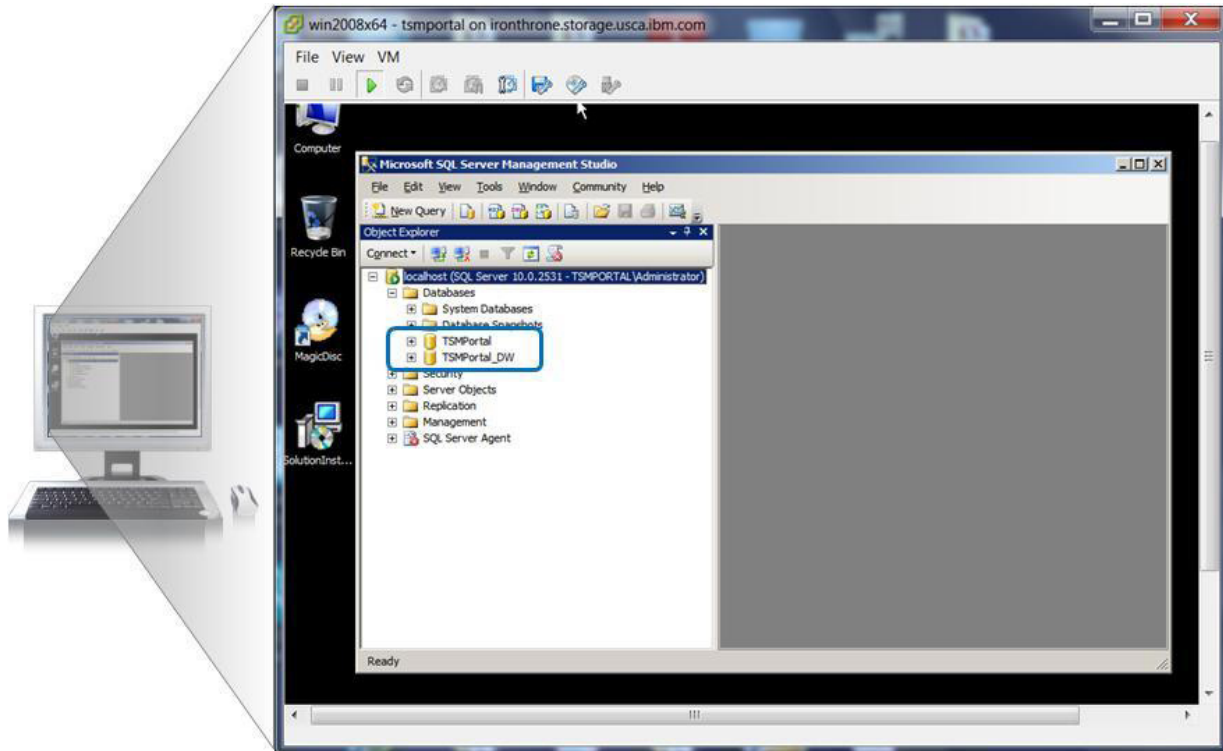 win2008x64 - tsmportal on ironthrone.storage.usca.ibm.com
File View VM
Computer
Microsoft SQL Server Management Studio
File Edit View Tools Window Community Help
New Query
Object Explorer
Recycle Bin
Connect
localhost (SQL Server 10.0.2531 - TSMPORTAL\Administrator)
Databases
System Databases
Database Snapshots
TSMPortal
MagicDisc
TSMPortal_DW
Security
Server Objects
Replication
Management
SQL Server Agent
SolutionInst...
Ready